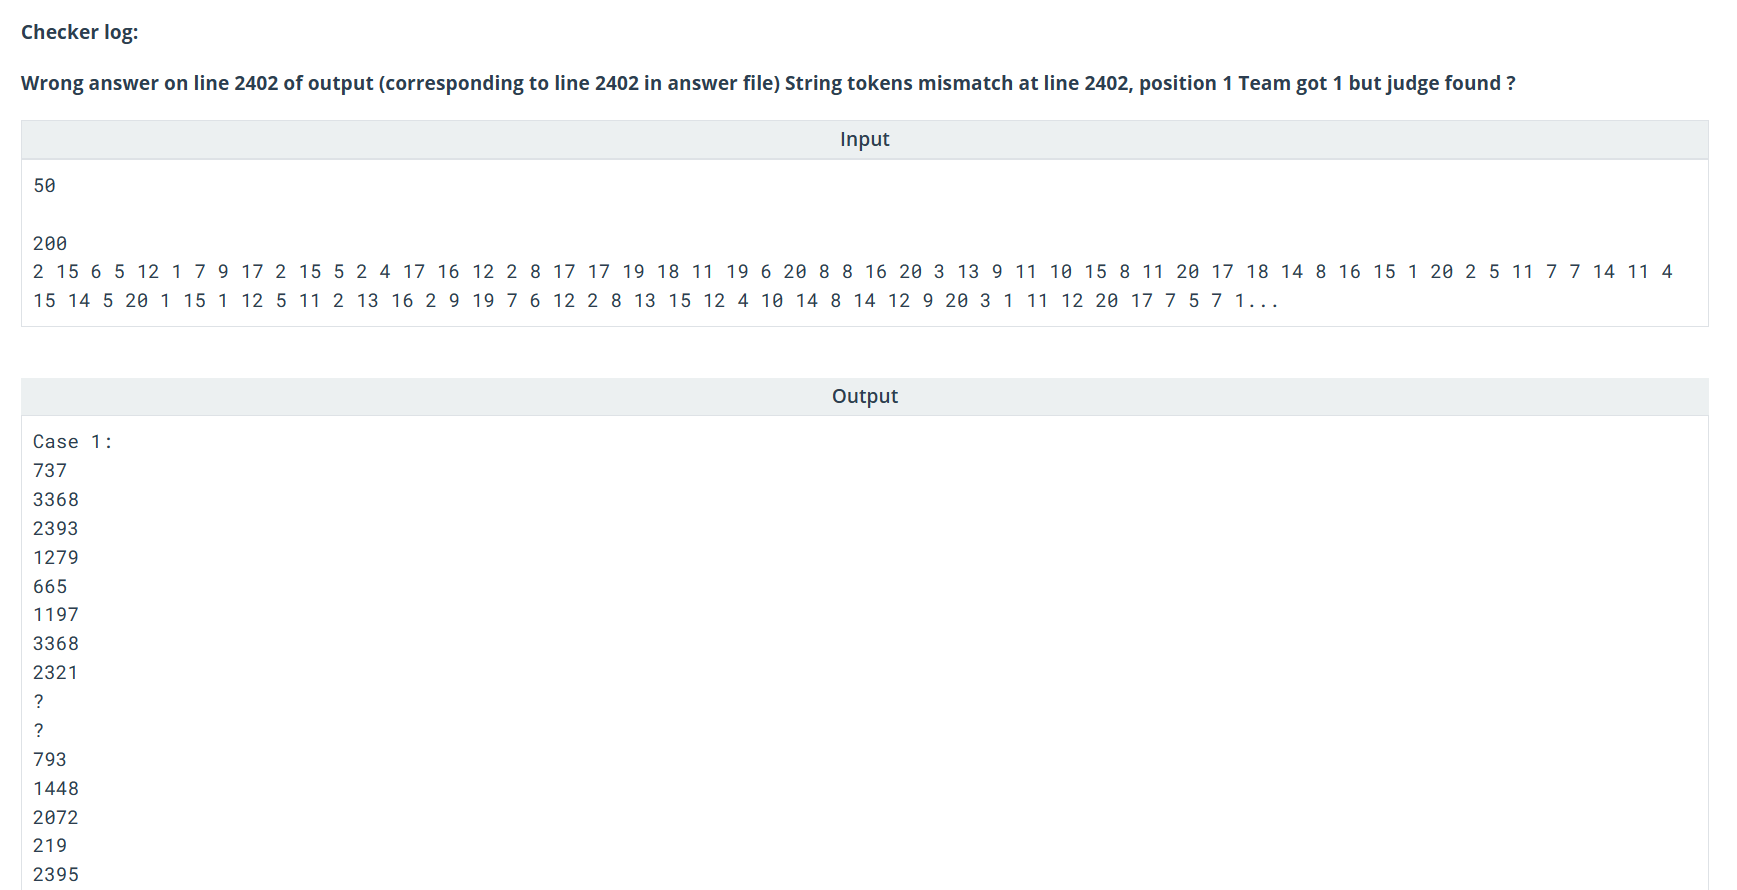 Checker log:
Wrong answer on line 2402 of output (corresponding to line 2402 in answer file) String tokens mismatch at line 2402, position 1 Team got 1 but judge found ?
Input
50
200
2 15 6 5 12 1 7 9 17 2 15 5 2 4 17 16 12 2 8 17 17 19 18 11 19 6 20 8 8 16 20 3 13 9 11 10 15 8 11 20 17 18 14 8 16 15 1 20 2 5 11 7 7 14 11 4
15 14 5 20 1 15 1 12 5 11 2 13 16 2 9 19 7 6 12 2 8 13 15 12 4 10 14 8 14 12 9 20 3 1 11 12 20 17 7 5 7 1...
Output
Case 1:
737
3368
2393
1279
665
1197
3368
2321
?
?
793
1448
2072
219
2395